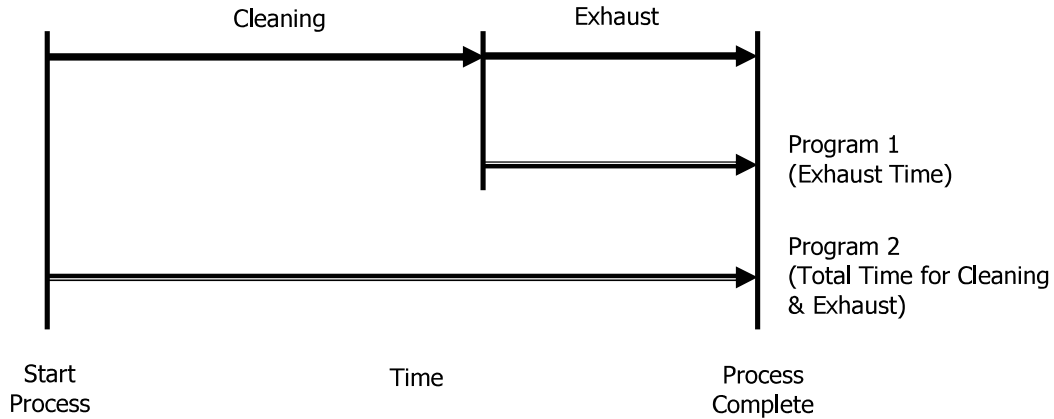 Cleaning
Exhaust
Program 1
(Exhaust Time)
Program 2
(Total Time for Cleaning
& Exhaust)
Start
Process
Time
Process
Complete